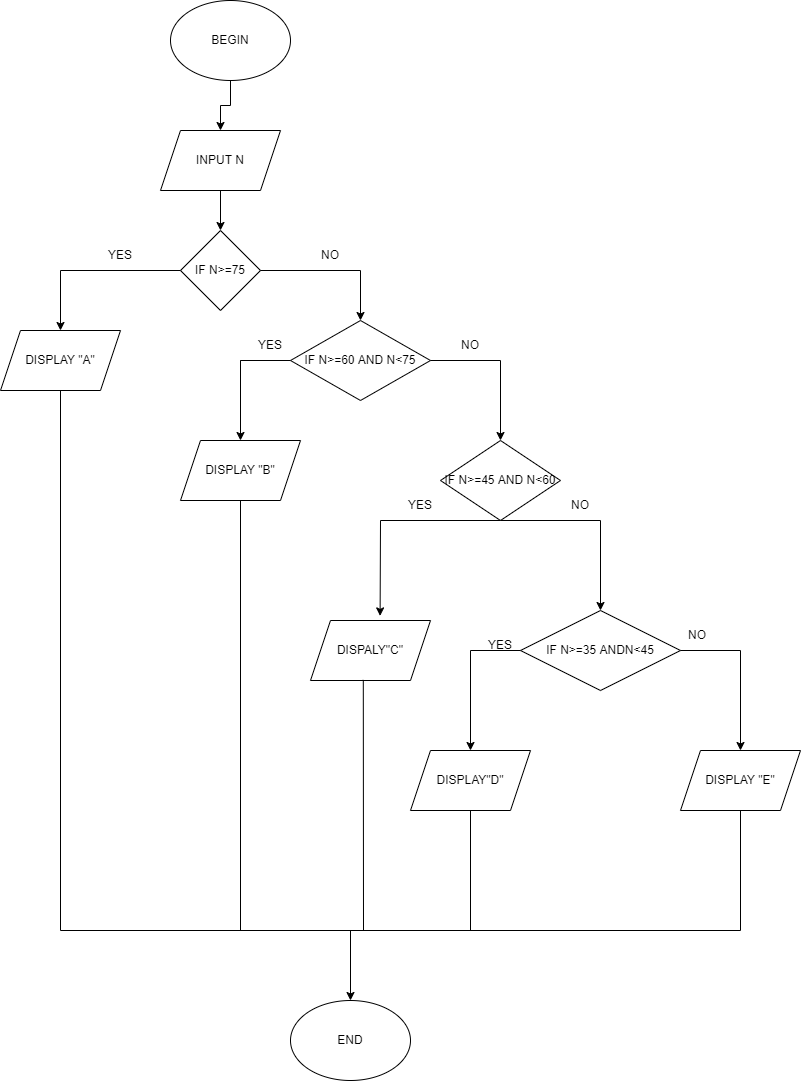 BEGIN
INPUT N
YES
NO
IF N>=75
YES
NO
DISPLAY "A"
IF N>=60 AND N<75
DISPLAY "B"
IF N>=45 AND N<60
YES
NO
DISPALY"C"
YES
NO
IF N>=35 ANDN<45
DISPLAY"D"
DISPLAY "E"
END